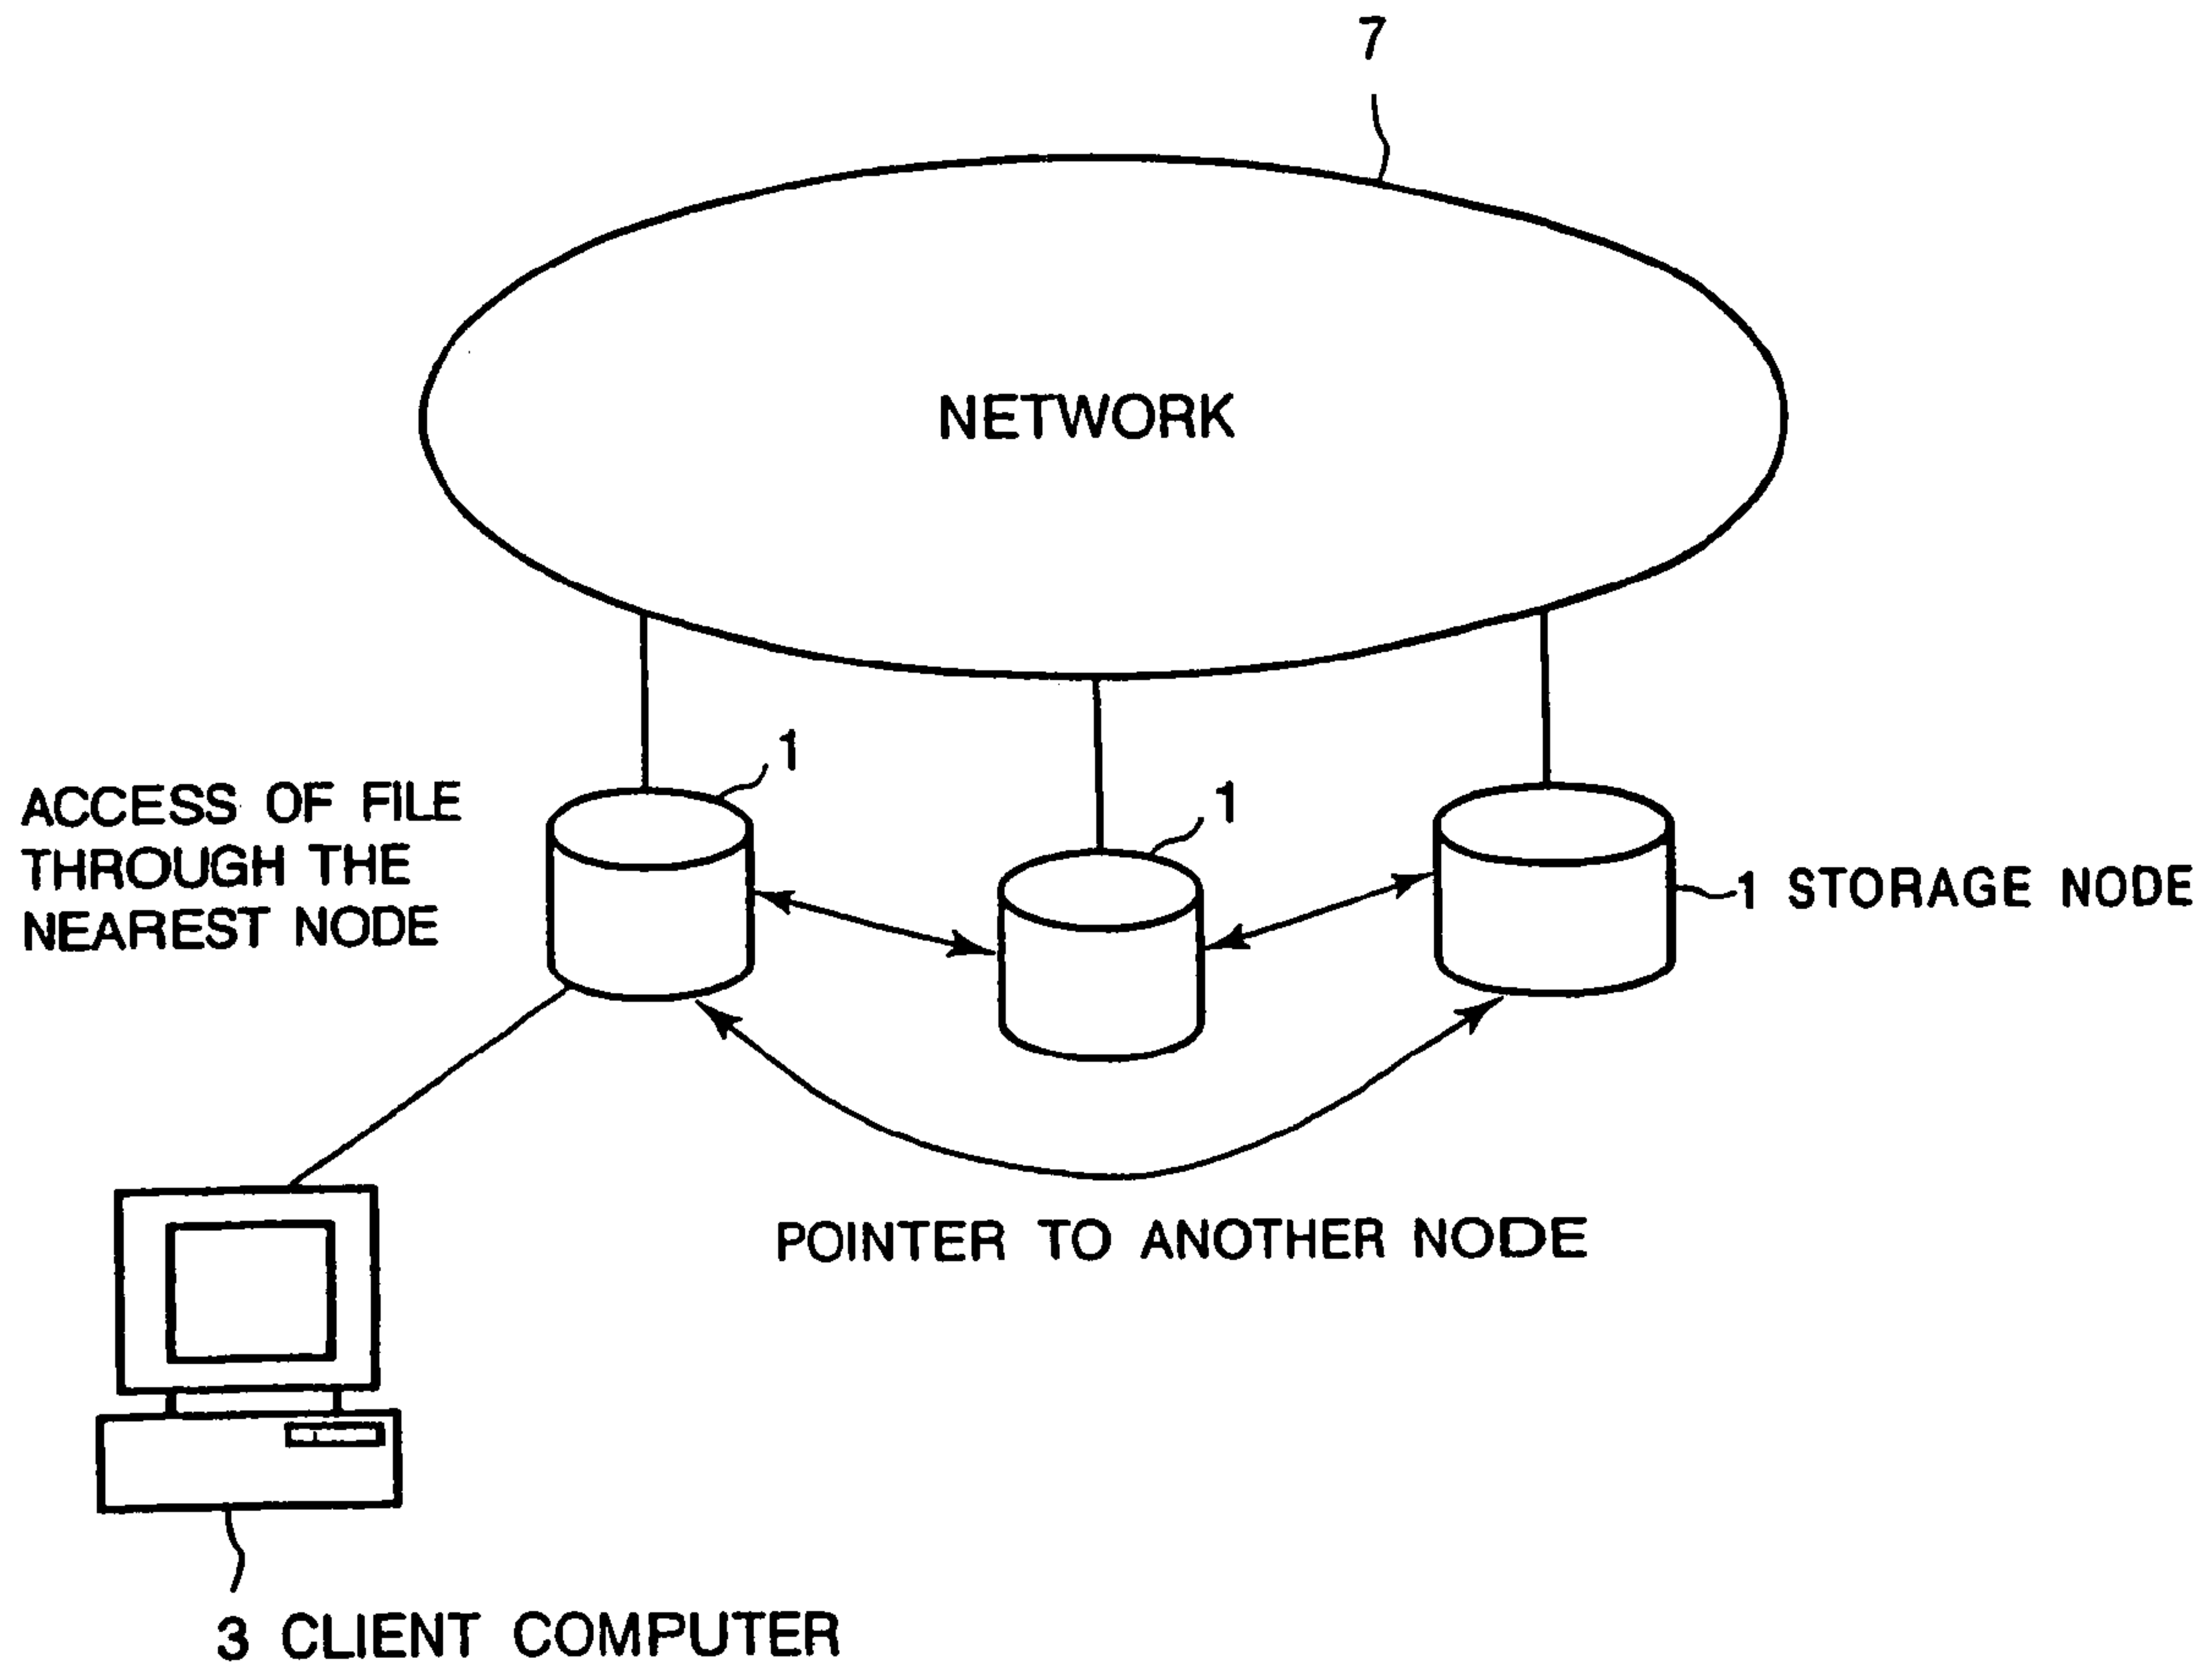 7
NETWORK
1
1
ACCESS OF FILE
THROUGH THE
NEAREST NODE
1 STORAGE NODE
POINTER TO ANOTHER NODE
3 CLIENT COMPUTER